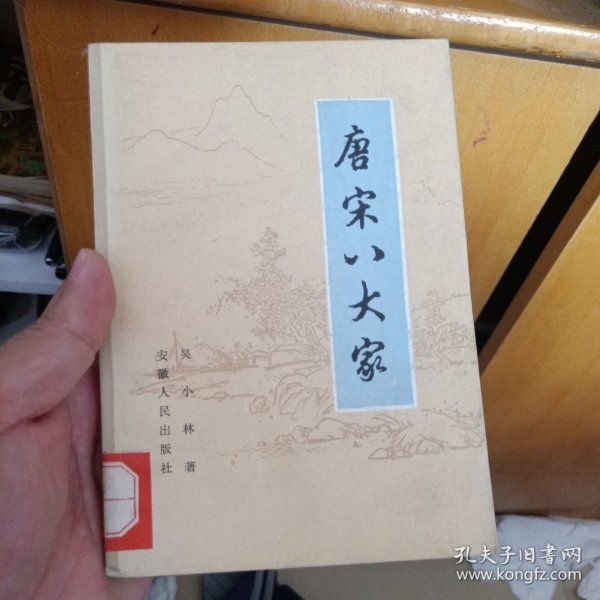 唐宋八大家
吴小林 著
安徽人民出版社
孔夫子旧书网
www.kongfz.com